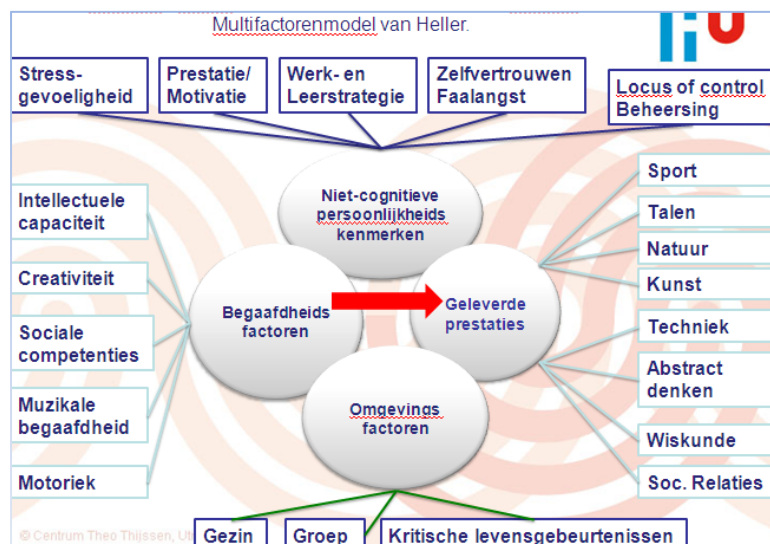 Multifactorenmodel van Heller.
Stress-
gevoeligheid
Prestatie/
Motivatie
Werk- en
Leerstrategie
Zelfvertrouwen
Faalangst
Locus of control
Beheersing
Niet-cognitieve
persoonlijkheids
kenmerken
Intellectuele
capaciteit
Creativiteit
Sociale
competenties
Muzikale
begaafdheid
Motoriek
Begaafdheids
factoren
Geleverde
prestaties
Omgevings
factoren
Sport
Talen
Natuur
Kunst
Techniek
Abstract
denken
Wiskunde
Soc. Relaties
Gezin
Groep
Kritische levensgebeurtenissen
© Centrum Theo Thijssen,